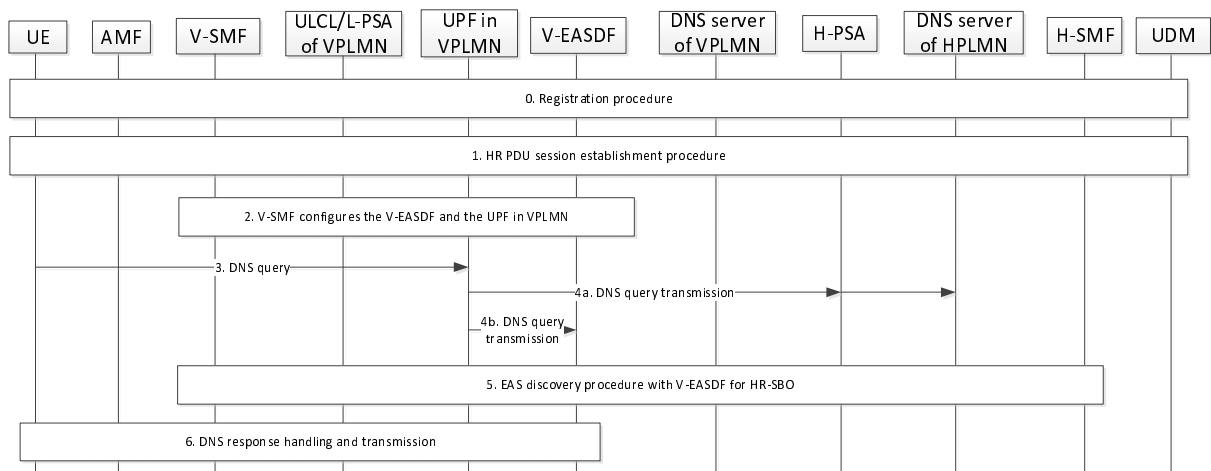 UE
AMF
V-SMF
ULCL/L-PSA
of VPLMN
UPF in
VPLMN
V-EASDF
DNS server
of VPLMN
H-PSA
DNS server
of HPLMN
H-SMF
UDM
0. Registration procedure
1. HR PDU session establishment procedure
2. V-SMF configures the V-EASDF and the UPF in VPLMN
3. DNS query
4a. DNS query transmission
4b. DNS query
transmission
5. EAS discovery procedure with V-EASDF for HR-SBO
6. DNS response handling and transmission